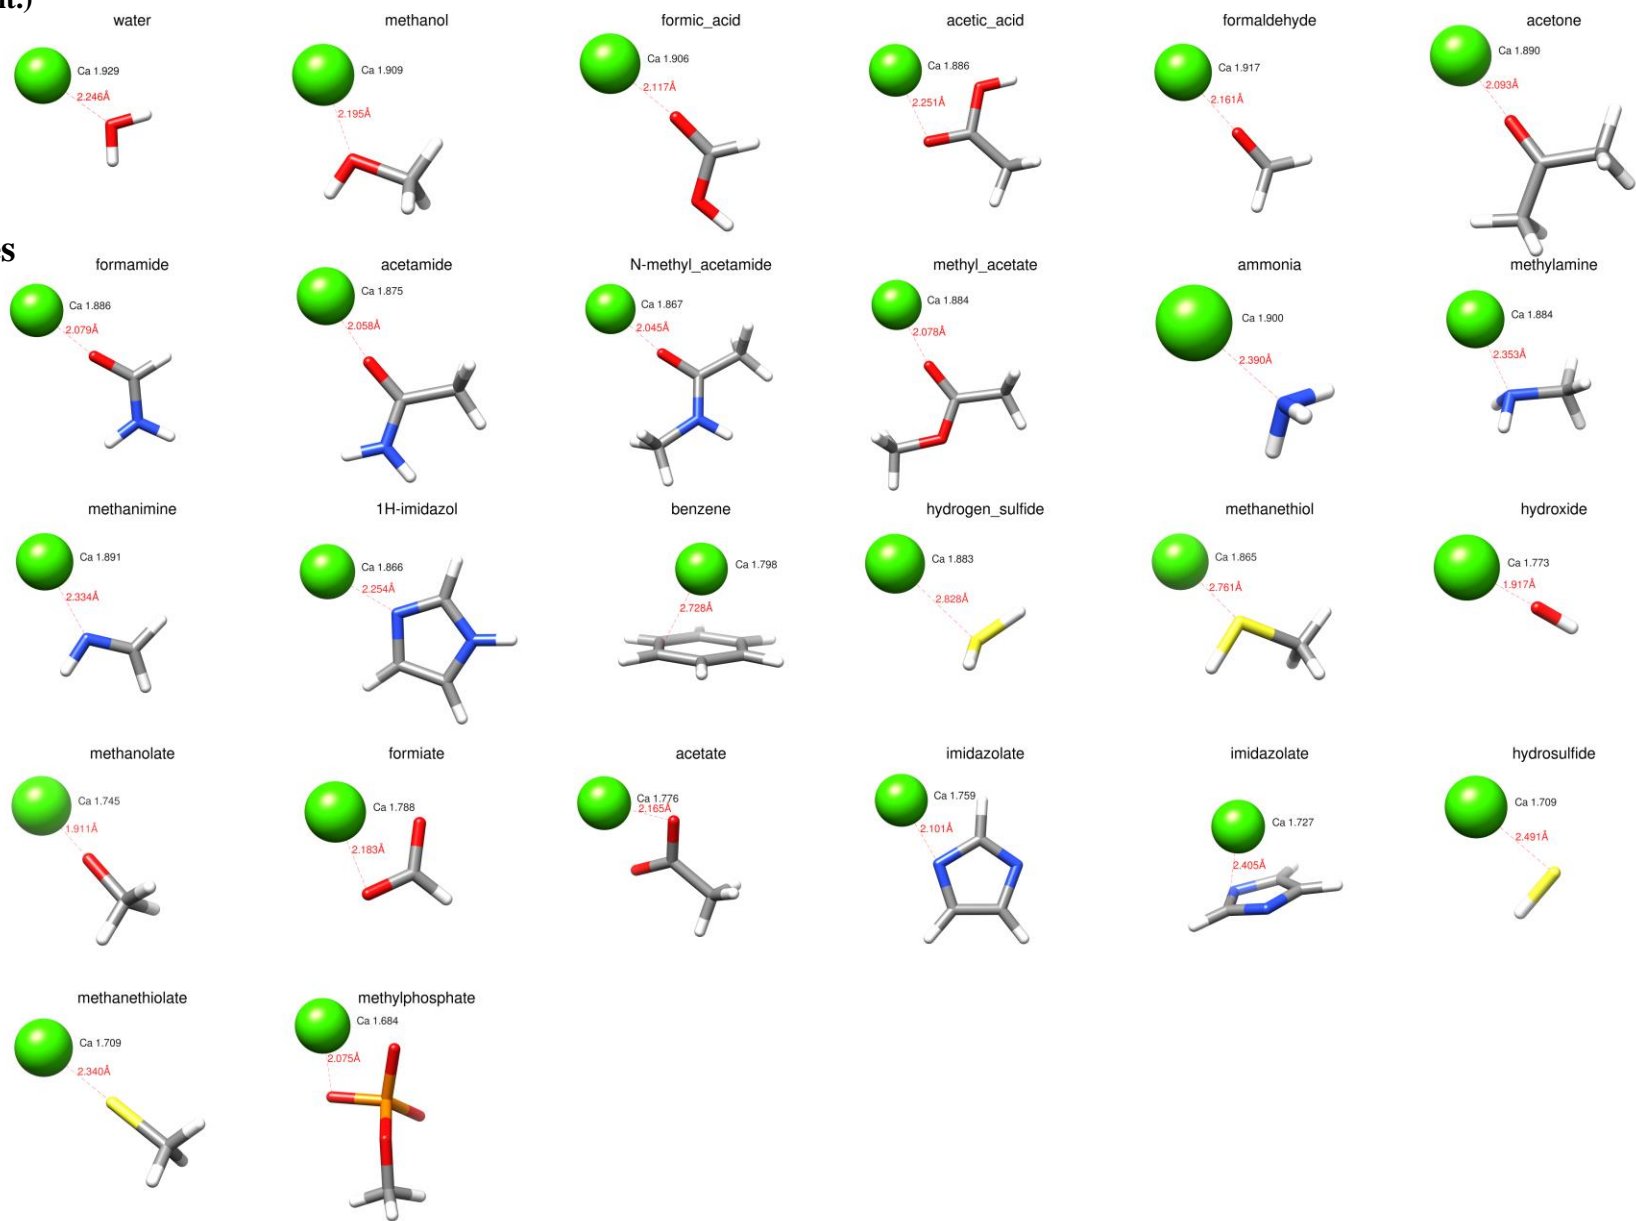 nt.)
water methanol formic_acid acetic_acid formaldehyde acetone
Ca 1.929 Ca 1.909 Ca 1.906 Ca 1.886 Ca 1.917 Ca 1.890
2.246Å 2.195Å 2.117Å 2.251Å 2.161Å 2.093Å
es
formamide acetamide N-methyl_acetamide methyl_acetate ammonia methylamine
Ca 1.886 Ca 1.875 Ca 1.867 Ca 1.884 Ca 1.900 Ca 1.884
2.079Å 2.058Å 2.045Å 2.078Å 2.390Å 2.353Å
methanimine 1H-imidazol benzene hydrogen_sulfide methanethiol hydroxide
Ca 1.891 Ca 1.866 Ca 1.798 Ca 1.883 Ca 1.865 Ca 1.773
2.334Å 2.254Å 2.728Å 2.828Å 2.761Å 1.917Å
methanolate formiate acetate imidazolate imidazolate hydrosulfide
Ca 1.745 Ca 1.788 Ca 1.776 Ca 1.759 Ca 1.727 Ca 1.709
1.911Å 2.183Å 2.165Å 2.101Å 2.405Å 2.491Å
methanethiolate methylphosphate
Ca 1.709 Ca 1.684
2.340Å 2.075Å